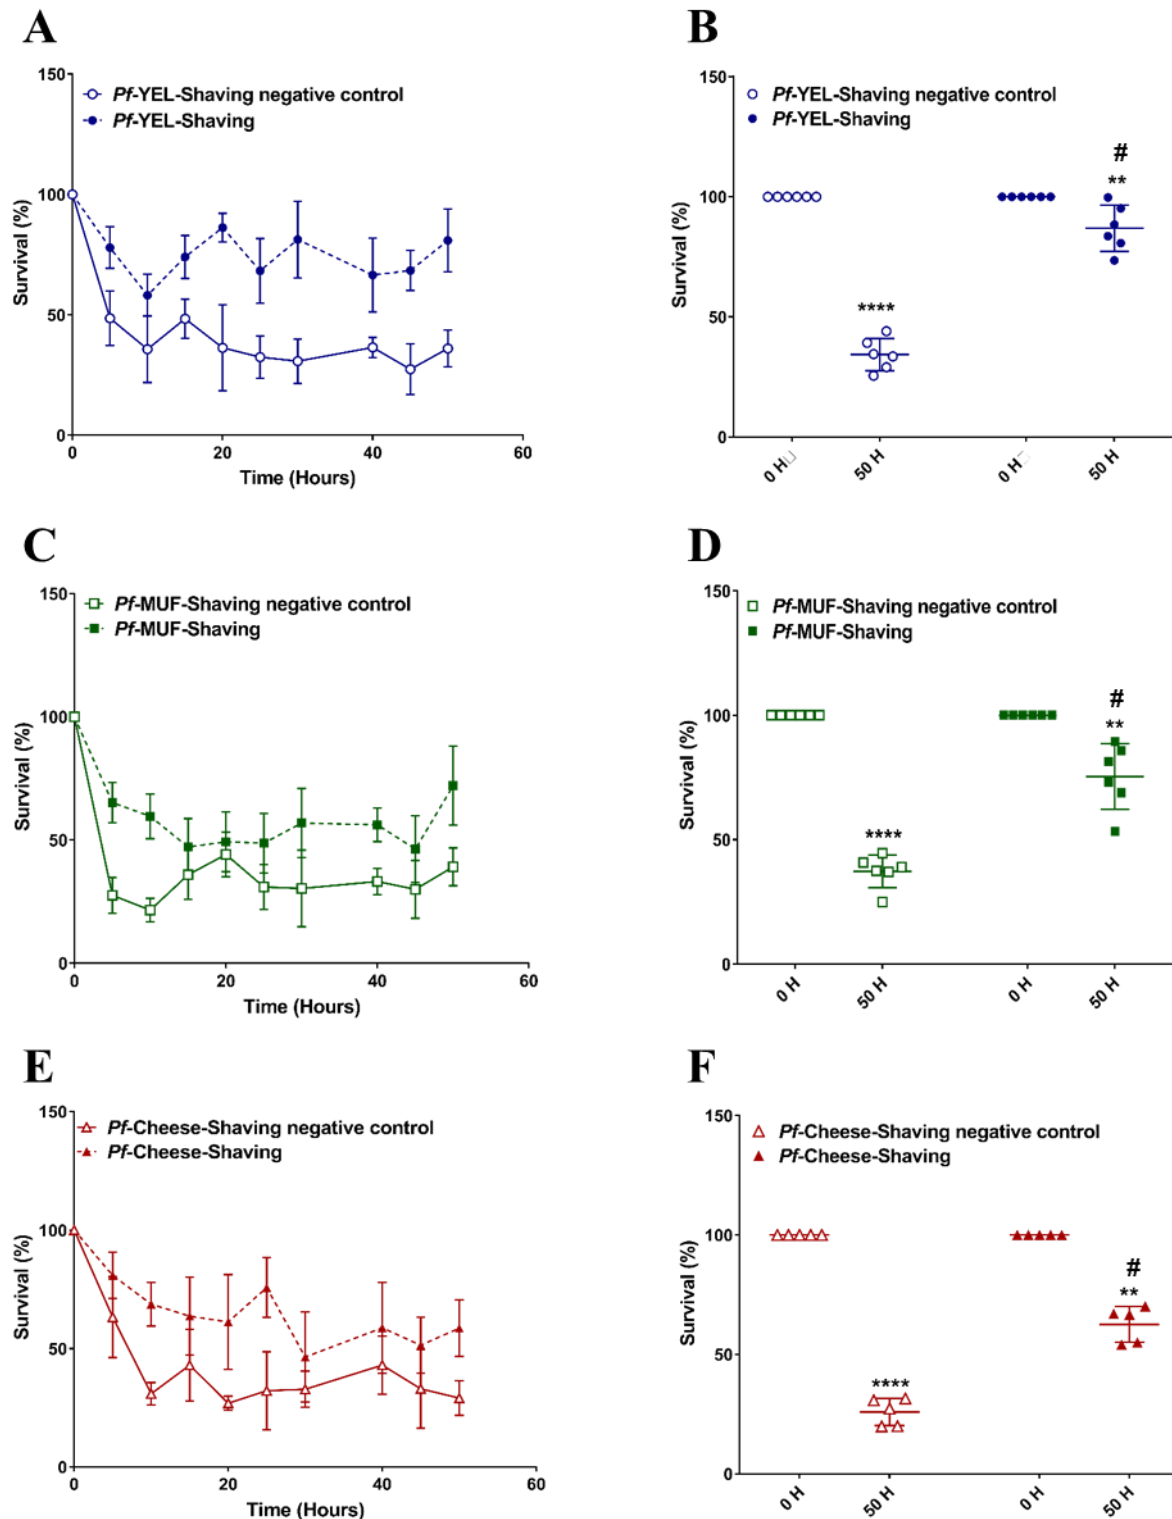 A
Pf-YEL-Shaving negative control
Pf-YEL-Shaving
Survival (%)
150
100
50
0
0 20 40 60
Time (Hours)
B
Pf-YEL-Shaving negative control
Pf-YEL-Shaving
Survival (%)
150
100
50
0
****
#
**
0 H 50 H 0 H 50 H
C
Pf-MUF-Shaving negative control
Pf-MUF-Shaving
Survival (%)
150
100
50
0
0 20 40 60
Time (Hours)
D
Pf-MUF-Shaving negative control
Pf-MUF-Shaving
Survival (%)
150
100
50
0
****
#
**
0 H 50 H 0 H 50 H
E
Pf-Cheese-Shaving negative control
Pf-Cheese-Shaving
Survival (%)
150
100
50
0
0 20 40 60
Time (Hours)
F
Pf-Cheese-Shaving negative control
Pf-Cheese-Shaving
Survival (%)
150
100
50
0
****
#
**
0 H 50 H 0 H 50 H